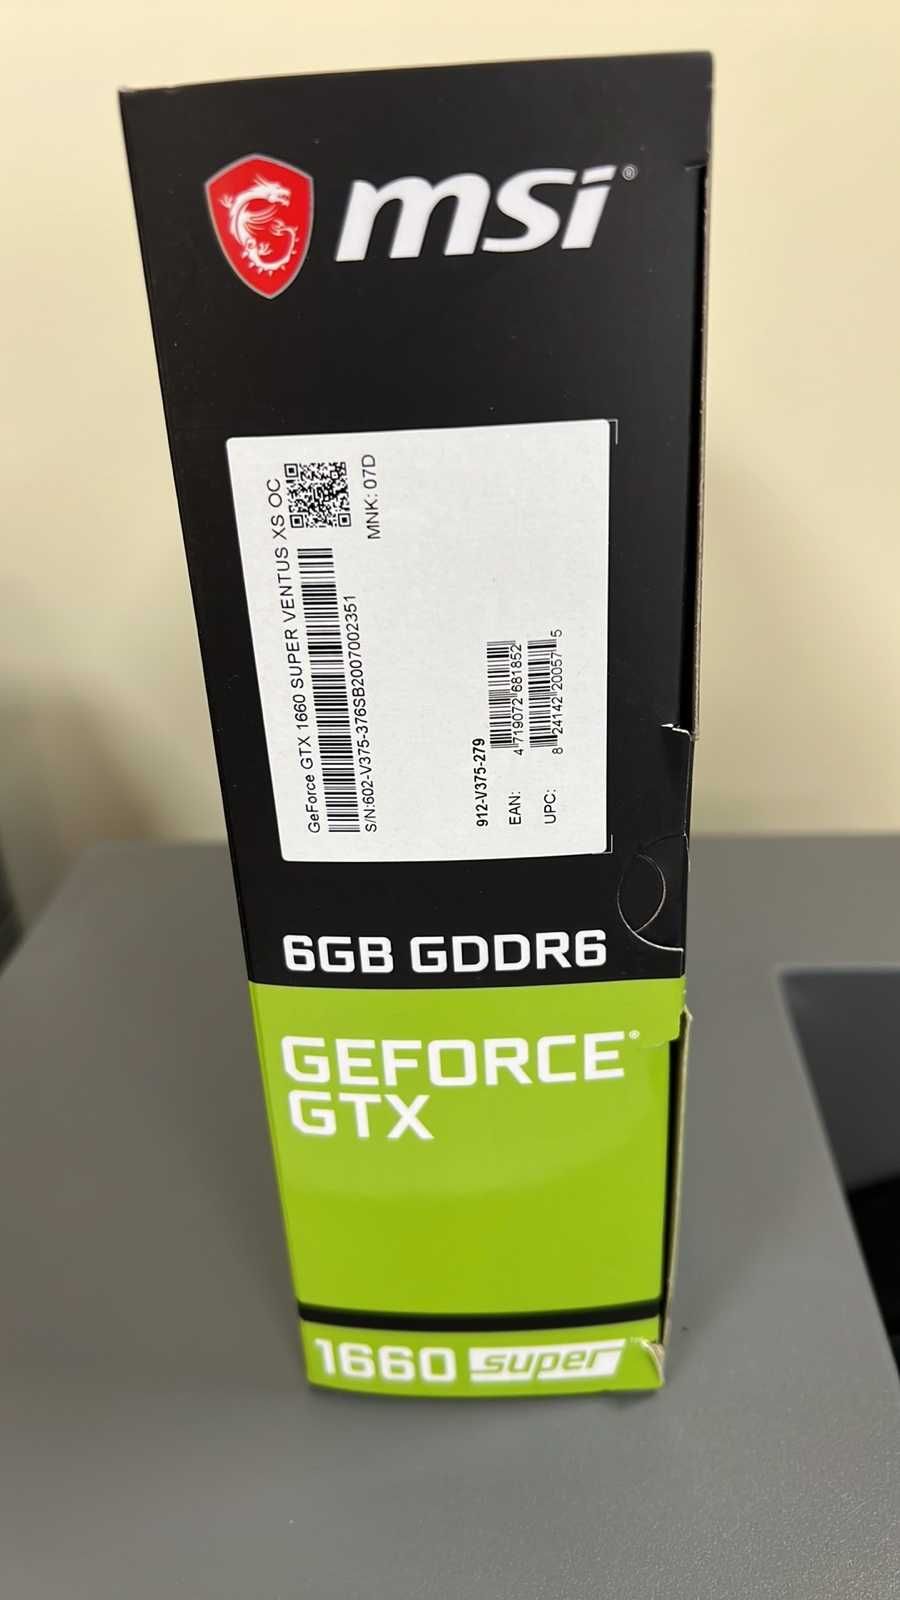 msi®
GeForce GTX 1660 SUPER VENTUS XS OC
S/N:602-V375-376SB2007002351
MNK: 07D
912-V375-279
EAN:
4 719072 681852
UPC:
8 24142 20057 5
6GB GDDR6
GEFORCE®
GTX
1660 super™